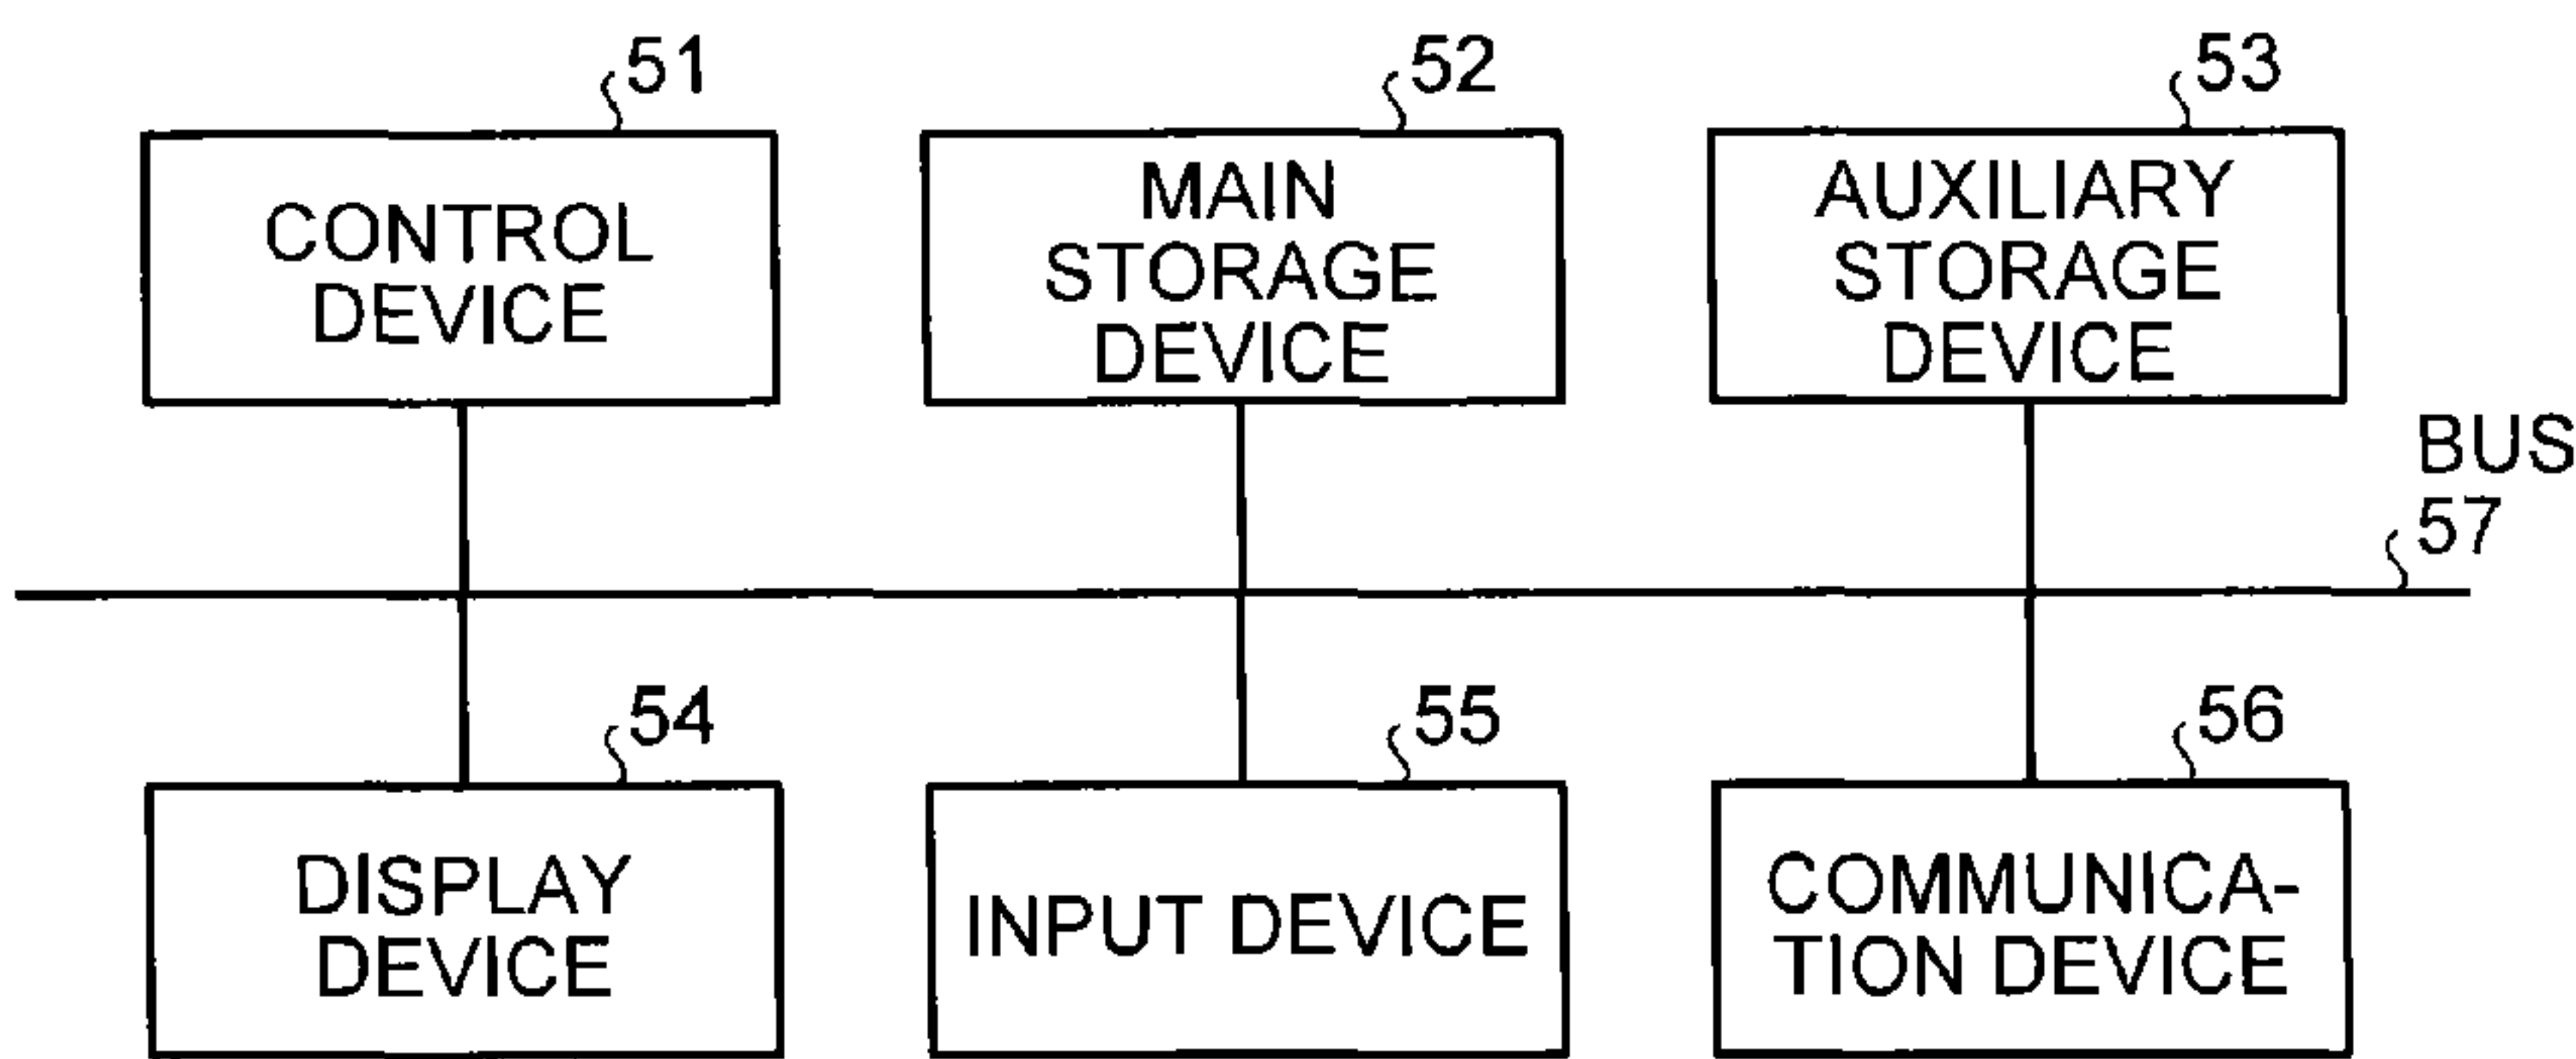 51
CONTROL
DEVICE
52
MAIN
STORAGE
DEVICE
53
AUXILIARY
STORAGE
DEVICE
BUS
57
54
DISPLAY
DEVICE
55
INPUT DEVICE
56
COMMUNICA-
TION DEVICE